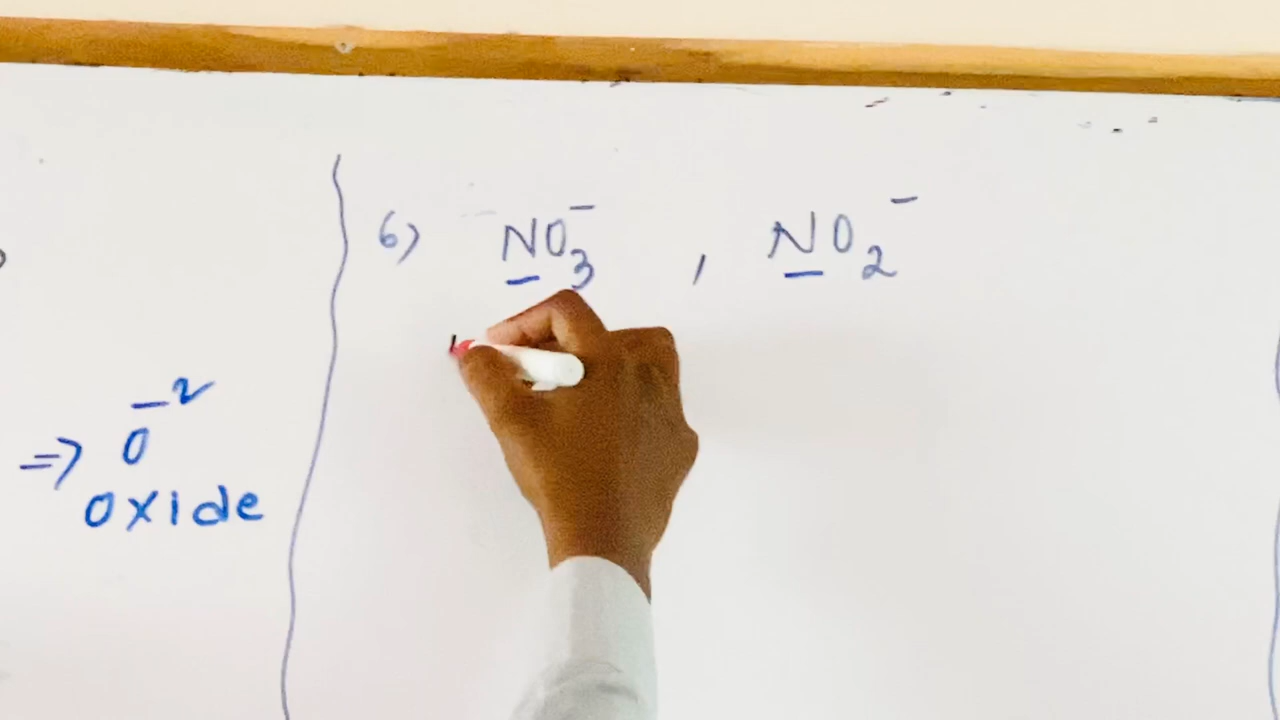 ⇒ O⁻²
oxide
6) NO₃⁻ , NO₂⁻